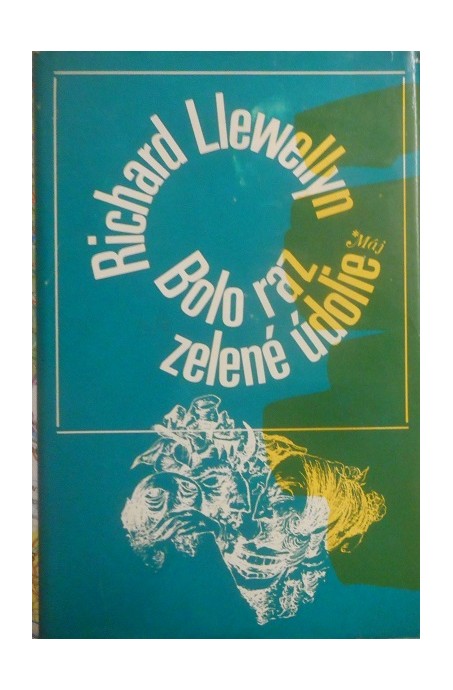 Richard Llewellyn
Bolo raz
zelené údolie
*Máj